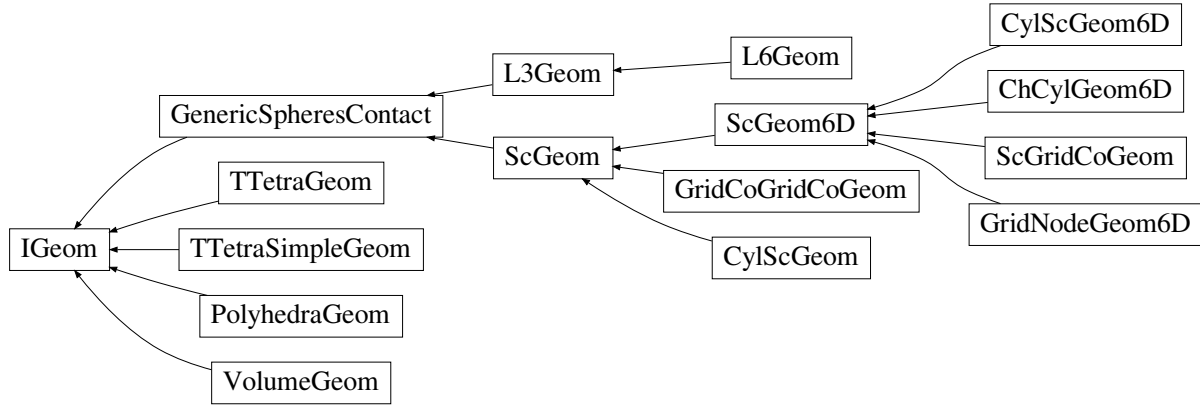 CylScGeom6D
L6Geom
L3Geom
ChCylGeom6D
GenericSpheresContact
ScGeom6D
ScGeom
ScGridCoGeom
TTetraGeom
GridCoGridCoGeom
GridNodeGeom6D
IGeom
TTetraSimpleGeom
CylScGeom
PolyhedraGeom
VolumeGeom